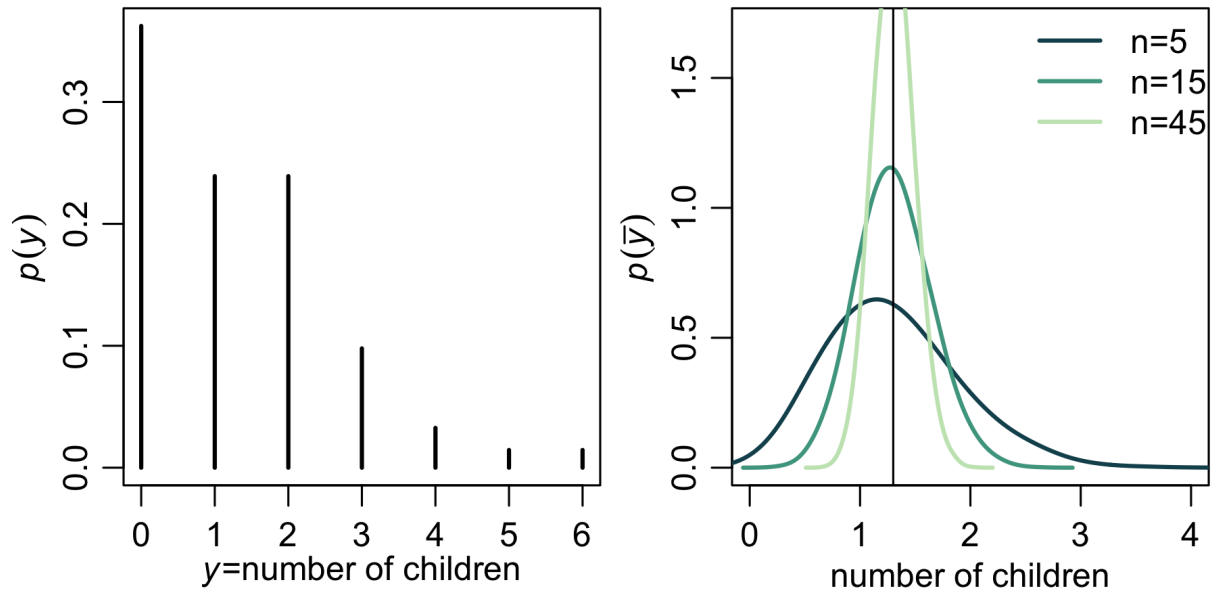 p(y)
0.3
0.2
0.1
0.0
0 1 2 3 4 5 6
y=number of children
p(ȳ)
1.5
1.0
0.5
0.0
n=5
n=15
n=45
0 1 2 3 4
number of children